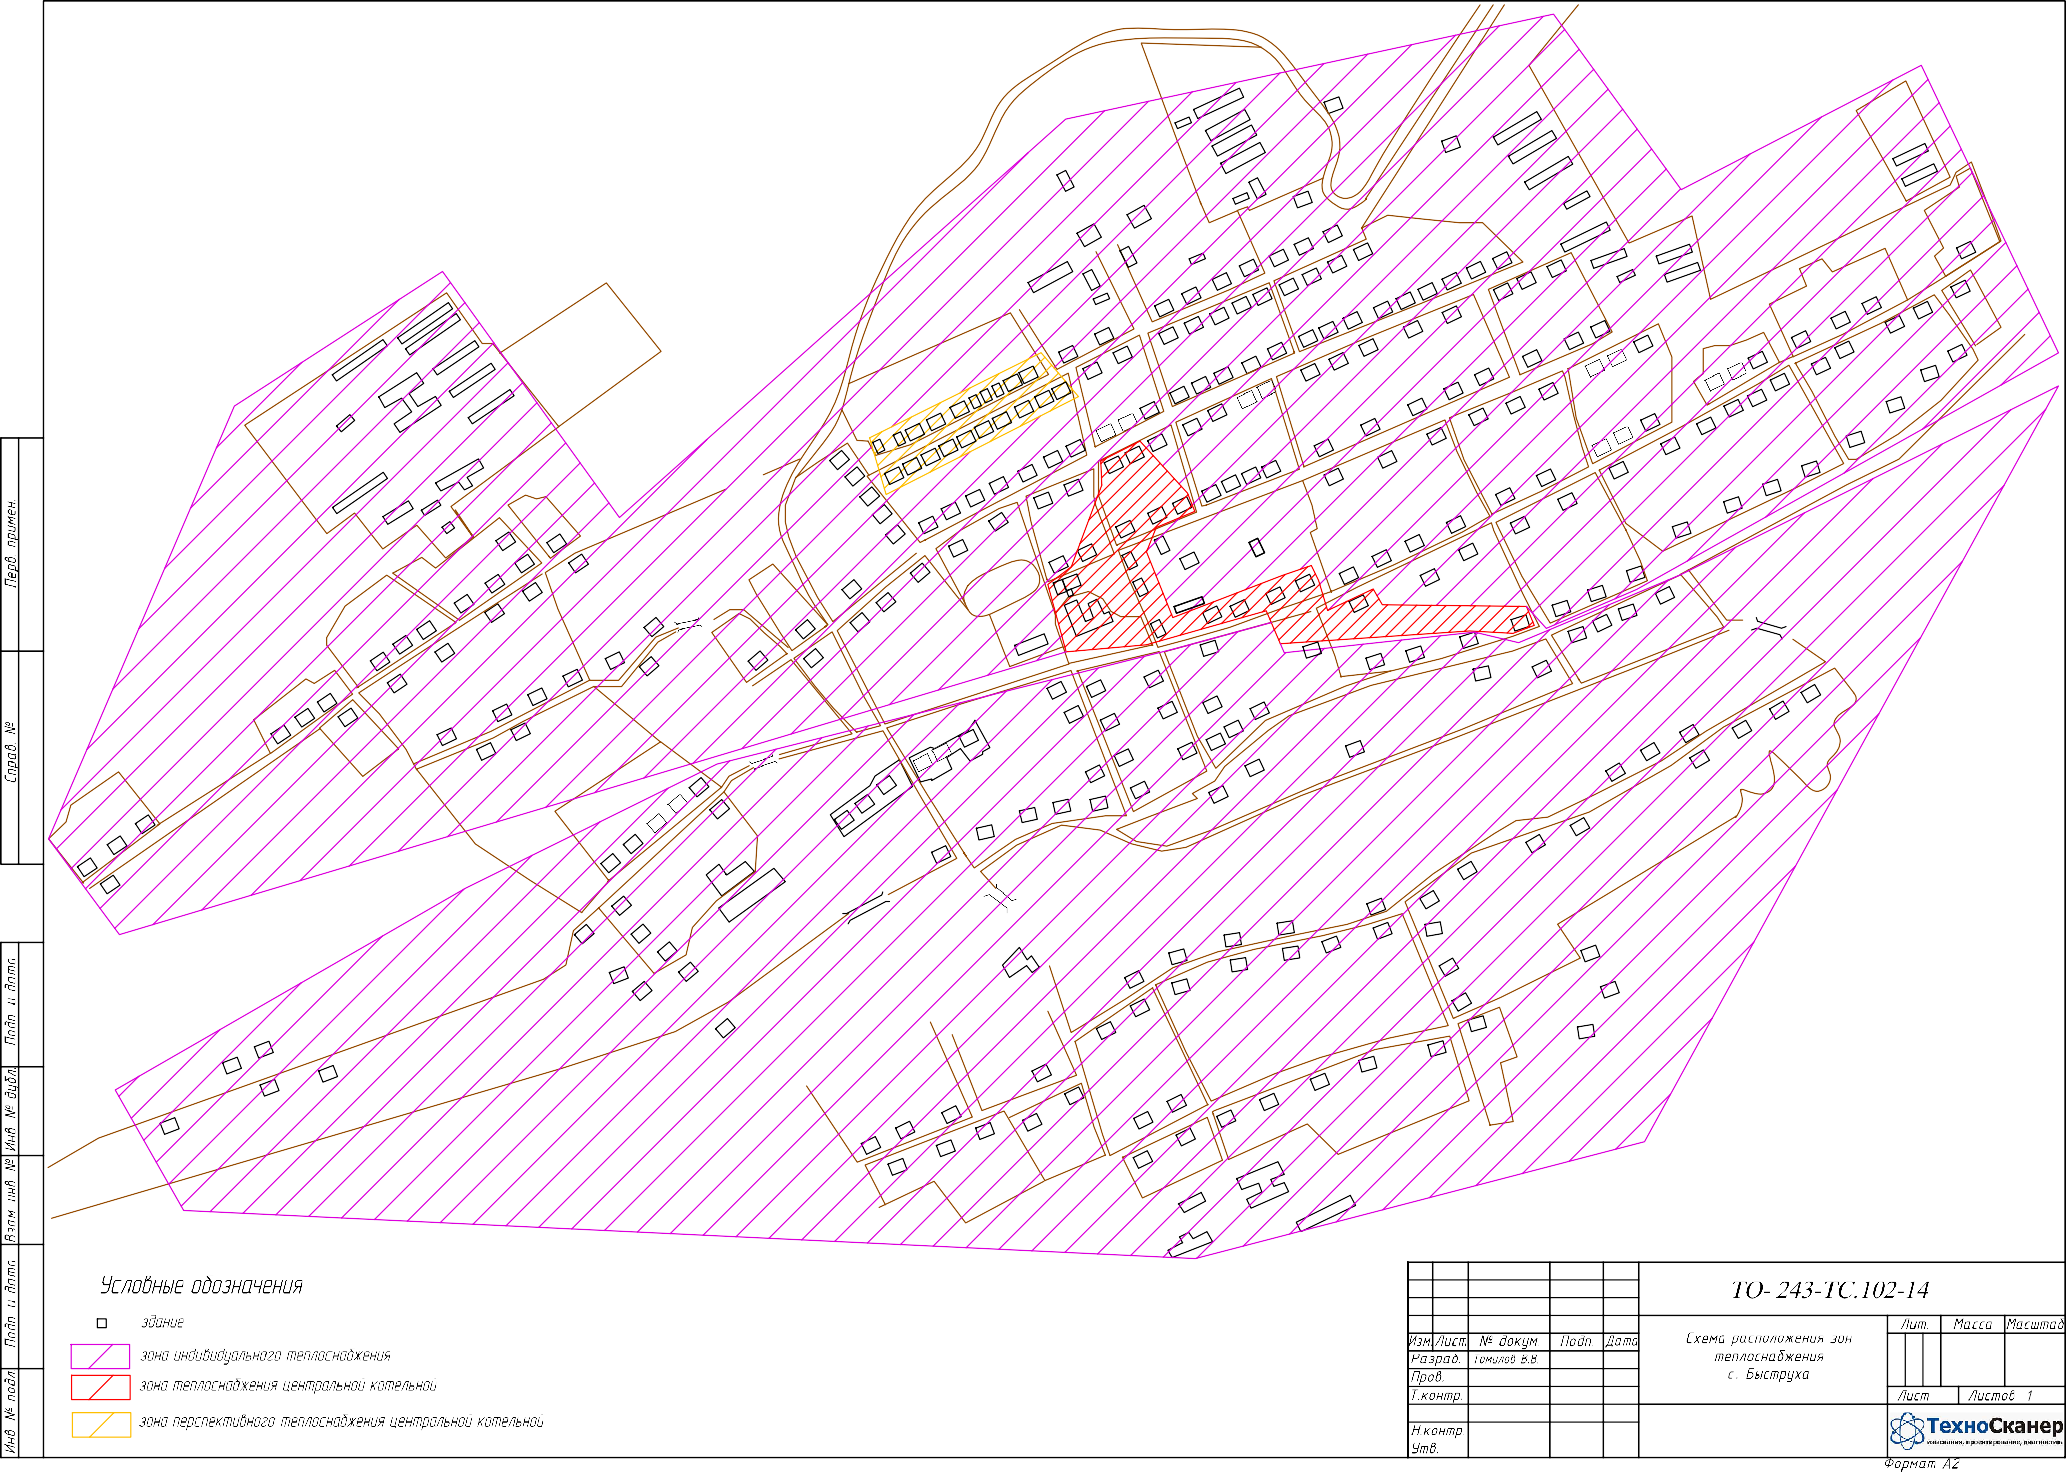 Перв. примен.
Справ. №
Подп. и дата
Инв. № дубл.
Взам. инв. №
Подп. и дата
Инв. № подл.
Условные обозначения
здание
зона индивидуального теплоснабжения
зона теплоснабжения центральной котельной
зона перспективного теплоснабжения центральной котельной
ТО- 243-ТС.102-14
Изм. Лист № докум. Подп. Дата
Разраб. Томилов В.В.
Пров.
Т.контр.
Н.контр.
Утв.
Схема расположения зон
теплоснабжения
с. Быструха
Лит. Масса Масштаб
Лист Листов 1
ТехноСканер
Формат А2